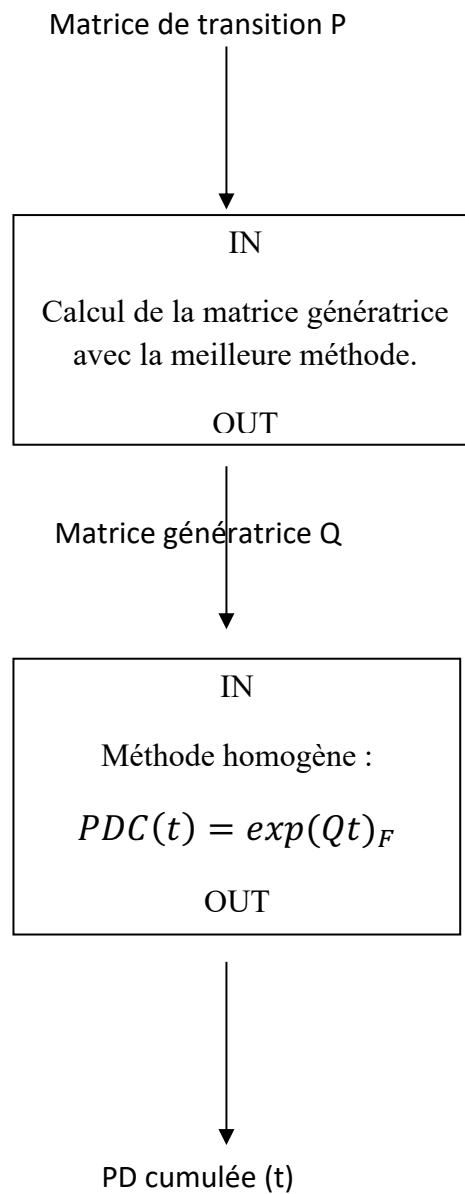 Matrice de transition P
IN
Calcul de la matrice génératrice
avec la meilleure méthode.
OUT
Matrice génératrice Q
IN
Méthode homogène :
PDC(t) = exp(Qt)_F
OUT
PD cumulée (t)